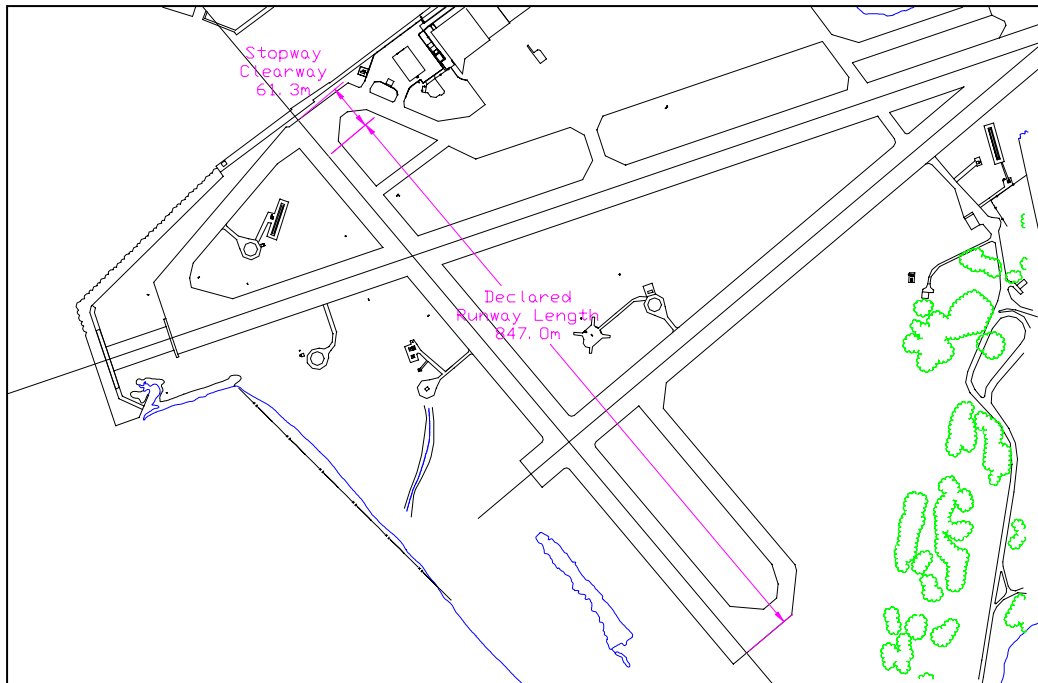 Stopway
Clearway
61.3m
Declared
Runway Length
847.0m